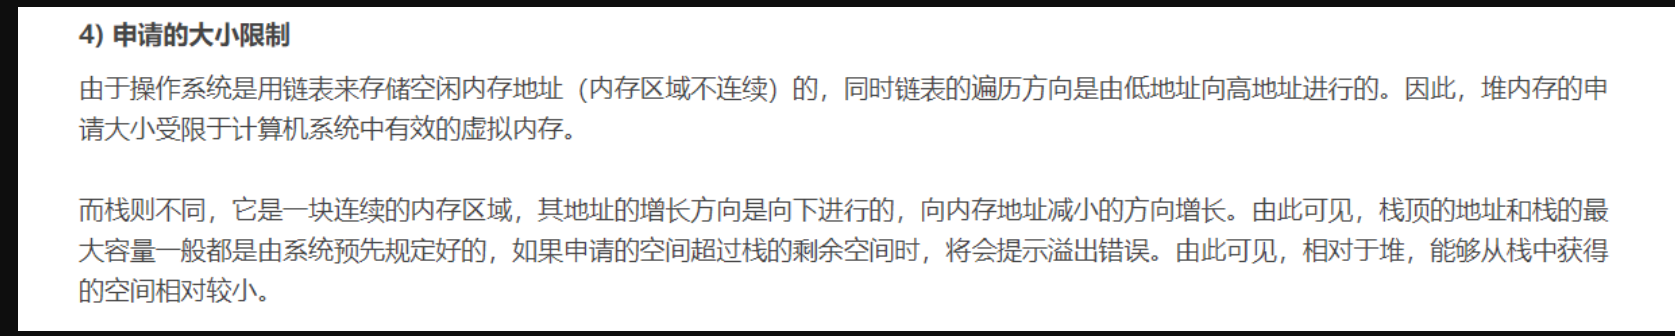 4) 申请的大小限制
由于操作系统是用链表来存储空闲内存地址（内存区域不连续）的，同时链表的遍历方向是由低地址向高地址进行的。因此，堆内存的申
请大小受限于计算机系统中有效的虚拟内存。
而栈则不同，它是一块连续的内存区域，其地址的增长方向是向下进行的，向内存地址减小的方向增长。由此可见，栈顶的地址和栈的最
大容量一般都是由系统预先规定好的，如果申请的空间超过栈的剩余空间时，将会提示溢出错误。由此可见，相对于堆，能够从栈中获得
的空间相对较小。